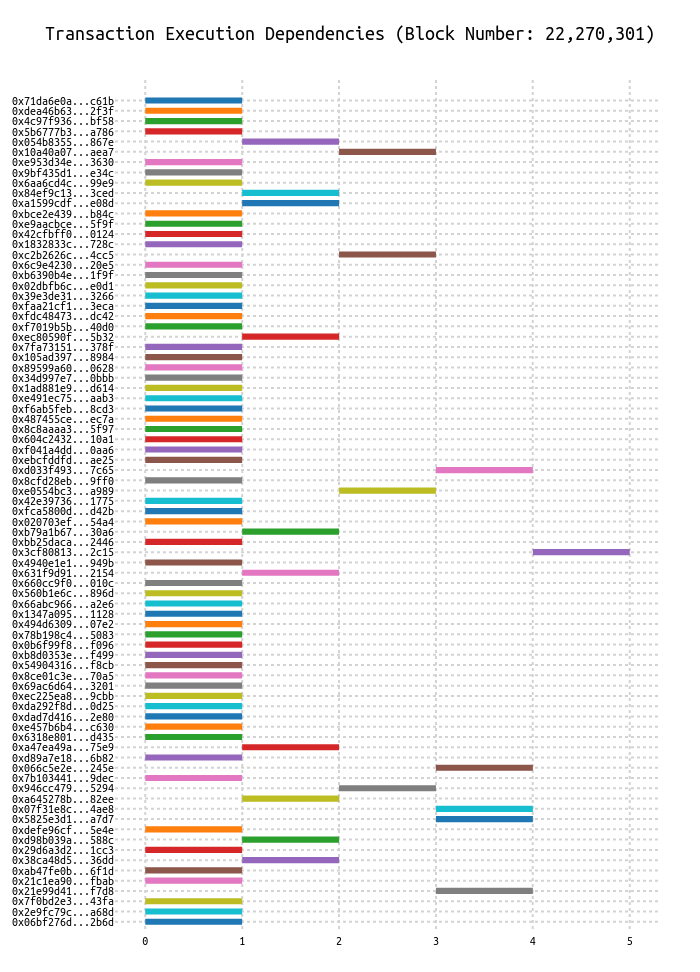 Transaction Execution Dependencies (Block Number: 22,270,301)
0x71da6e0a...c61b
0xdea46b63...2f3f
0x4c97f936...bf58
0x5b6777b3...a786
0x054b8355...867e
0x10a40a07...aea7
0xe953d34e...3630
0x9bf435d1...e34c
0x6aa6cd4c...99e9
0x84ef9c13...3ced
0xa1599cdf...e08d
0xbce2e439...b84c
0xe9aacbce...5f9f
0x42cfbff0...0124
0x1832833c...728c
0xc2b2626c...4cc5
0x6c9e4230...20e5
0xb6390b4e...1f9f
0x02dbfb6c...e0d1
0x39e3de31...3266
0xfaa21cf1...3eca
0xfdc48473...dc42
0xf7019b5b...40d0
0xec80590f...5b32
0x7fa73151...378f
0x105ad397...8984
0x89599a60...0628
0x34d997e7...0bbb
0x1ad881e9...d614
0xe491ec75...aab3
0xf6ab5feb...8cd3
0x487455ce...ec7a
0x8c8aaaa3...5f97
0x604c2432...10a1
0xf041a4dd...0aa6
0xebcfddfd...ae25
0xd033f493...7c65
0x8cfd28eb...9ff0
0xe0554bc3...a989
0x42e39736...1775
0xfca5800d...d42b
0x020703ef...54a4
0xb79a1b67...30a6
0xbb25daca...2446
0x3cf80813...2c15
0x4940e1e1...949b
0x631f9d91...2154
0x660cc9f0...010c
0x560b1e6c...896d
0x66abc966...a2e6
0x1347a095...1128
0x494d6309...07e2
0x78b198c4...5083
0x0b6f99f8...f096
0xb8d0353e...f499
0x54904316...f8cb
0x8ce01c3e...70a5
0x69ac6d64...3201
0xec225ea8...9cbb
0xda292f8d...0d25
0xdad7d416...2e80
0xe457b6b4...c630
0x6318e801...d435
0xa47ea49a...75e9
0xd89a7e18...6b82
0x066c5e2e...245e
0x7b103441...9dec
0x946cc479...5294
0xa645278b...82ee
0x07f31e8c...4ae8
0x5825e3d1...a7d7
0xdefe96cf...5e4e
0xd98b039a...588c
0x29d6a3d2...1cc3
0x38ca48d5...36dd
0xab47fe0b...6f1d
0x21c1ea90...fbab
0x21e99d41...f7d8
0x7f0bd2e3...43fa
0x2e9fc79c...a68d
0x06bf276d...2b6d
0 1 2 3 4 5